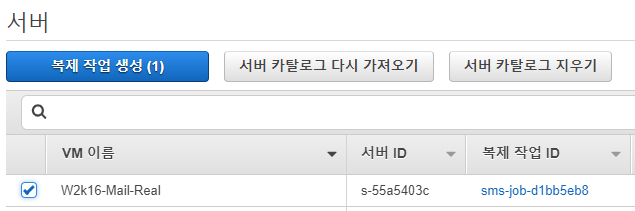 서버
복제 작업 생성 (1) 서버 카탈로그 다시 가져오기 서버 카탈로그 지우기
VM 이름 서버 ID 복제 작업 ID
W2k16-Mail-Real s-55a5403c sms-job-d1bb5eb8